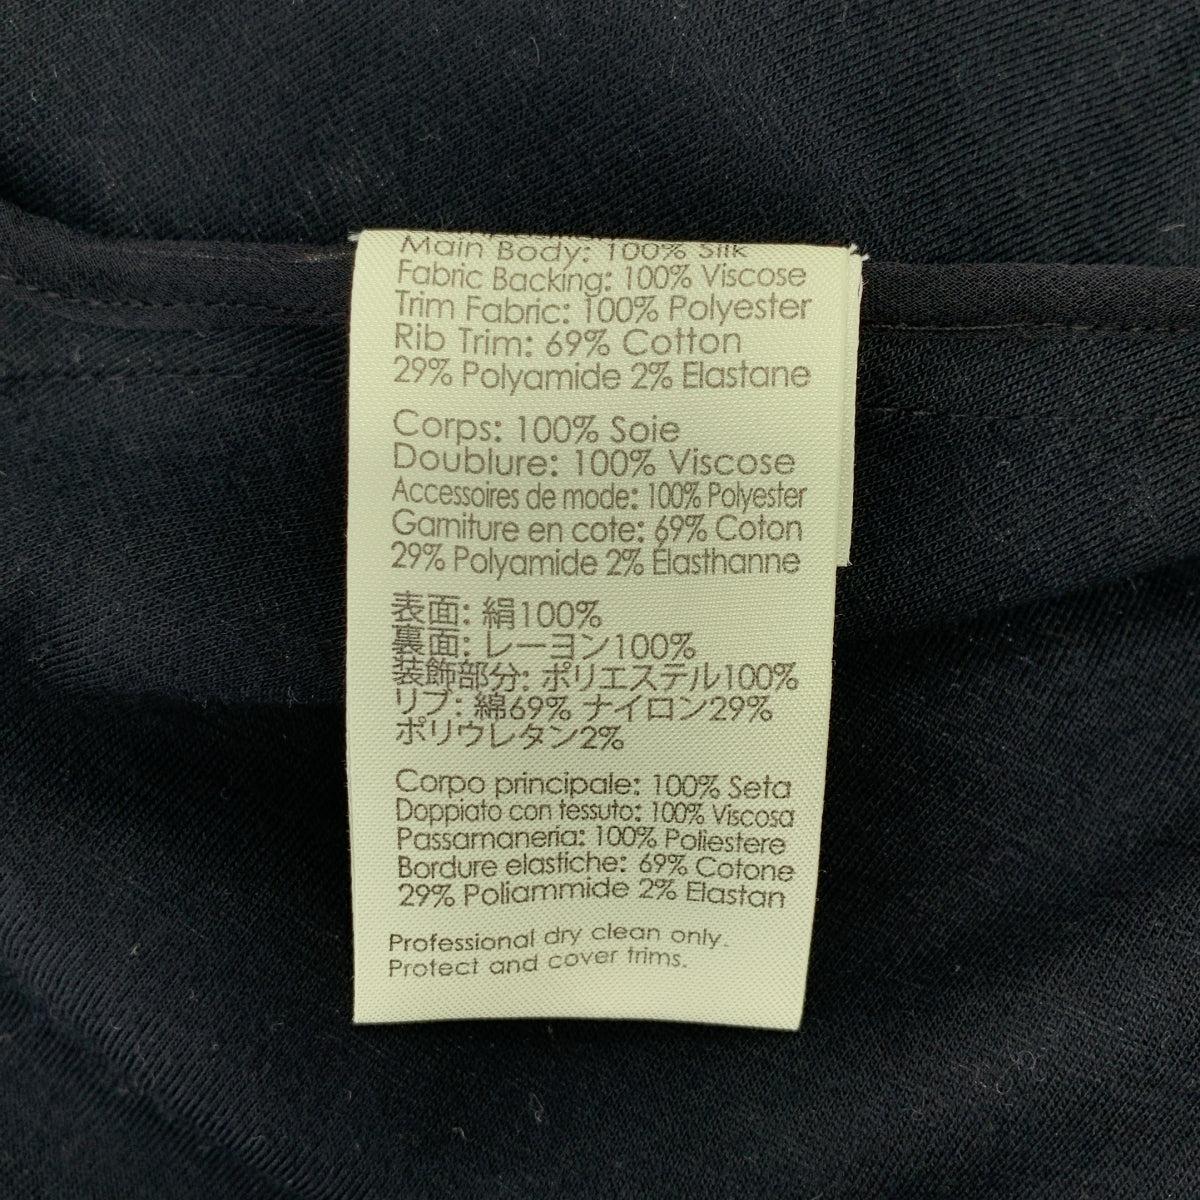 Main Body: 100% Silk
Fabric Backing: 100% Viscose
Trim Fabric: 100% Polyester
Rib Trim: 69% Cotton
29% Polyamide 2% Elastane
Corps: 100% Soie
Doublure: 100% Viscose
Accessoires de mode: 100% Polyester
Garniture en cote: 69% Coton
29% Polyamide 2% Élasthanne
表面: 絹100%
裏面: レーヨン100%
装飾部分: ポリエステル100%
リブ: 綿69% ナイロン29%
ポリウレタン2%
Corpo principale: 100% Seta
Doppiato con tessuto: 100% Viscosa
Passamaneria: 100% Poliestere
Bordure elastiche: 69% Cotone
29% Poliammide 2% Elastan
Professional dry clean only.
Protect and cover trims.